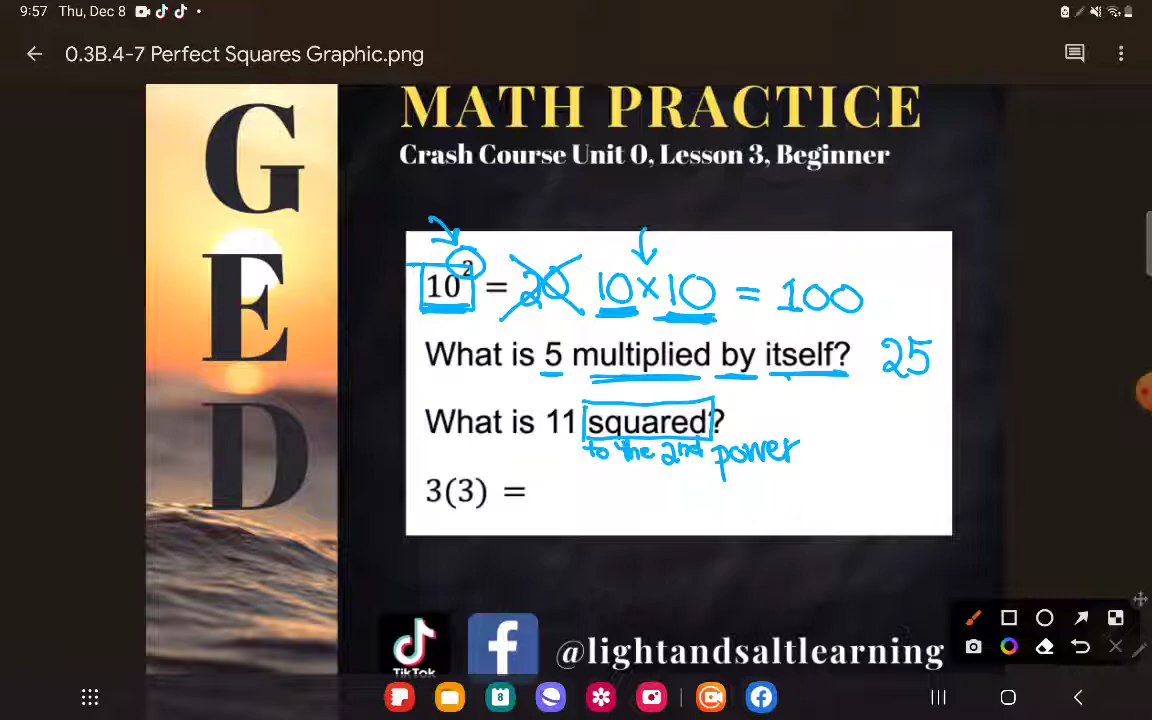 9:57 Thu, Dec 8
0.3B.4-7 Perfect Squares Graphic.png
GED
MATH PRACTICE
Crash Course Unit 0, Lesson 3, Beginner
10² = 20 10 × 10 = 100
What is 5 multiplied by itself? 25
What is 11 squared?
to the 2nd power
3(3) =
TikTok
@lightandsaltlearning
8